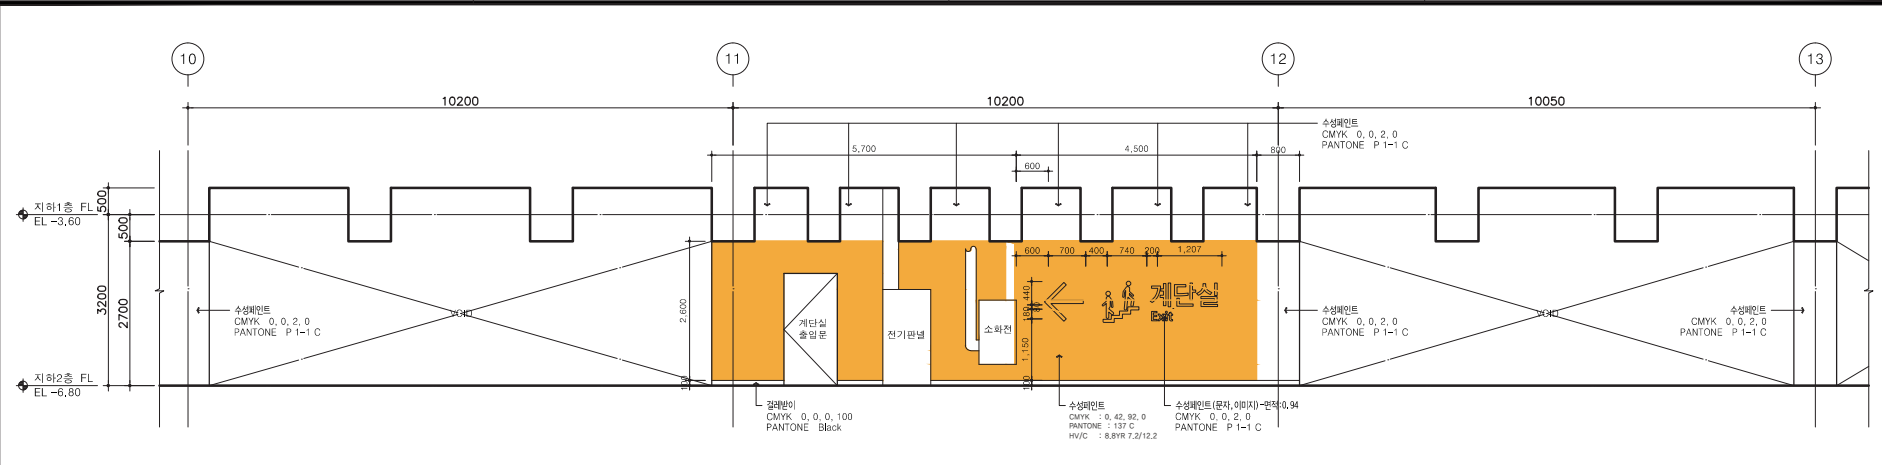 10
11
12
13
10200
10200
10050
수성페인트
CMYK 0, 0, 2, 0
PANTONE P 1-1 C
5,700
4,500
800
600
지하1층 FL
EL -3.60
500
500
3200
2700
2,600
100
600
700
400
740
200
1,207
440
180
80
1,150
100
수성페인트
CMYK 0, 0, 2, 0
PANTONE P 1-1 C
VOID
계단실
출입문
전기판넬
소화전
계단실
Exit
수성페인트
CMYK 0, 0, 2, 0
PANTONE P 1-1 C
VOID
수성페인트
CMYK 0, 0, 2, 0
PANTONE P 1-1 C
지하2층 FL
EL -6.80
걸레받이
CMYK 0, 0, 0, 100
PANTONE Black
수성페인트
CMYK : 0, 42, 92, 0
PANTONE : 137 C
HV/C : 8.8YR 7.2/12.2
수성페인트(문자, 이미지) -면적:0.94
CMYK 0, 0, 2, 0
PANTONE P 1-1 C